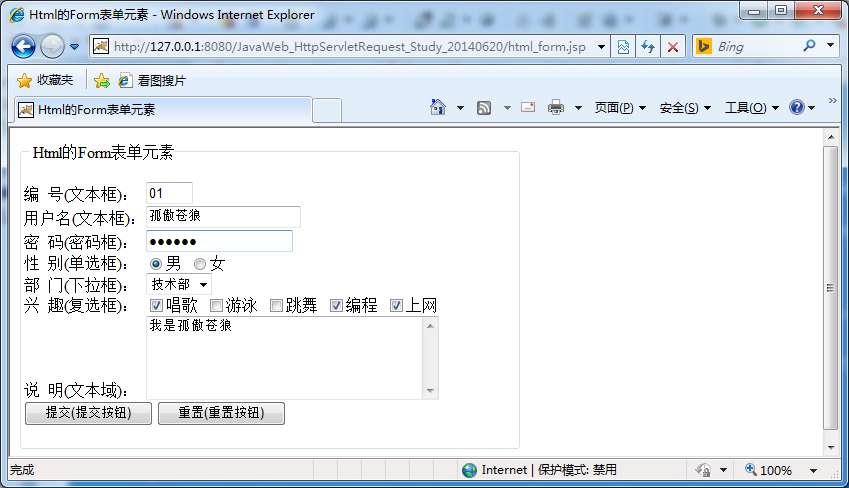 Html的Form表单元素 - Windows Internet Explorer
http://127.0.0.1:8080/JavaWeb_HttpServletRequest_Study_20140620/html_form.jsp
Bing
收藏夹 看图搜片
Html的Form表单元素 页面(P) 安全(S) 工具(O) »
Html的Form表单元素
编 号(文本框): 01
用户名(文本框): 孤傲苍狼
密 码(密码框): ••••••
性 别(单选框): 男 女
部 门(下拉框): 技术部
兴 趣(复选框): 唱歌 游泳 跳舞 编程 上网
我是孤傲苍狼
说 明(文本域):
提交(提交按钮) 重置(重置按钮)
完成 Internet | 保护模式: 禁用 100%